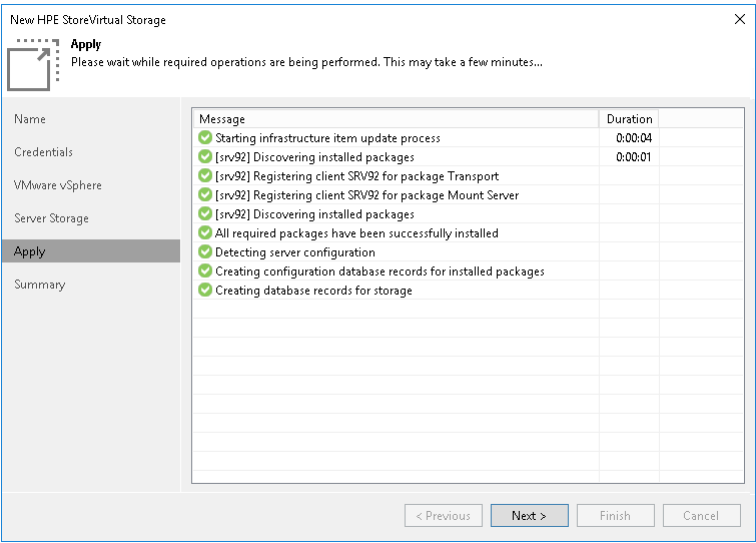 New HPE StoreVirtual Storage
Apply
Please wait while required operations are being performed. This may take a few minutes...
Name
Credentials
VMware vSphere
Server Storage
Apply
Summary
Message Duration
Starting infrastructure item update process 0:00:04
[srv92] Discovering installed packages 0:00:01
[srv92] Registering client SRV92 for package Transport
[srv92] Registering client SRV92 for package Mount Server
[srv92] Discovering installed packages
All required packages have been successfully installed
Detecting server configuration
Creating configuration database records for installed packages
Creating database records for storage
< Previous Next > Finish Cancel